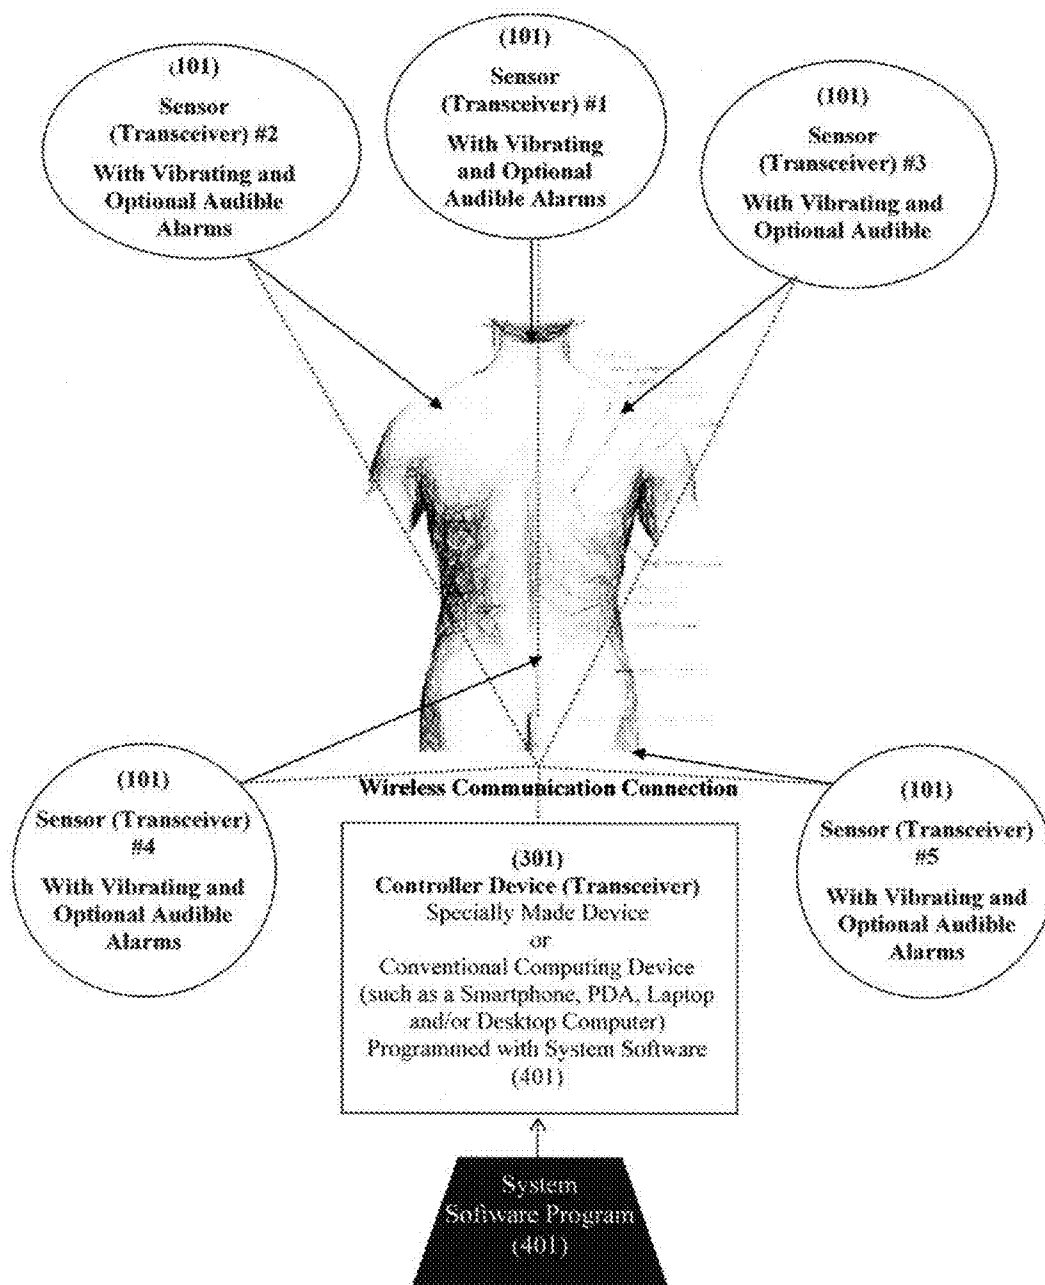 (101)
Sensor
(Transceiver) #2
With Vibrating and
Optional Audible
Alarms
(101)
Sensor
(Transceiver) #1
With Vibrating
and Optional
Audible Alarms
(101)
Sensor
(Transceiver) #3
With Vibrating and
Optional Audible
(101)
Sensor (Transceiver)
#4
With Vibrating and
Optional Audible
Alarms
Wireless Communication Connection
(101)
Sensor (Transceiver)
#5
With Vibrating and
Optional Audible
Alarms
(301)
Controller Device (Transceiver)
Specially Made Device
or
Conventional Computing Device
(such as a Smartphone, PDA, Laptop
and/or Desktop Computer)
Programmed with System Software
(401)
System
Software Program
(401)